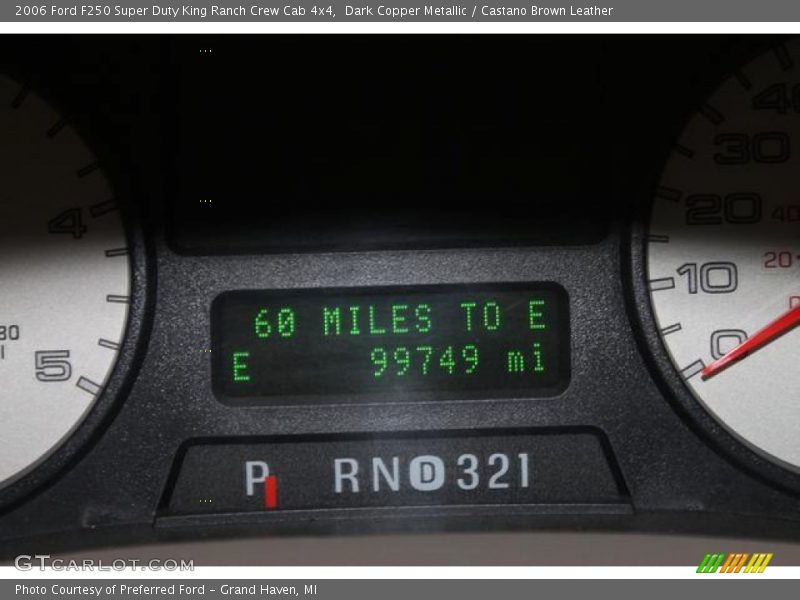 2006 Ford F250 Super Duty King Ranch Crew Cab 4x4,  Dark Copper Metallic / Castano Brown Leather
40
30
4
20
40
20
10
60 MILES TO E
80
0
E 99749 mi
5
P R N D 3 2 1
GTCARLOT.COM
Photo Courtesy of Preferred Ford – Grand Haven, MI